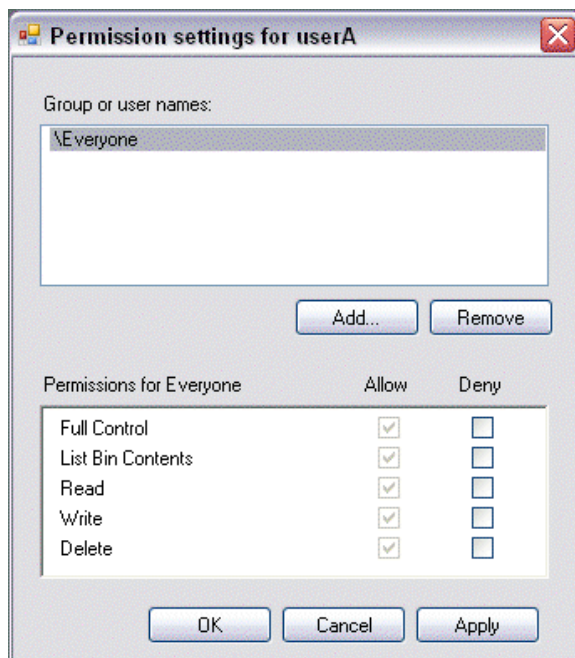 Permission settings for userA
Group or user names:
\Everyone
Add... Remove
Permissions for Everyone Allow Deny
Full Control
List Bin Contents
Read
Write
Delete
OK Cancel Apply